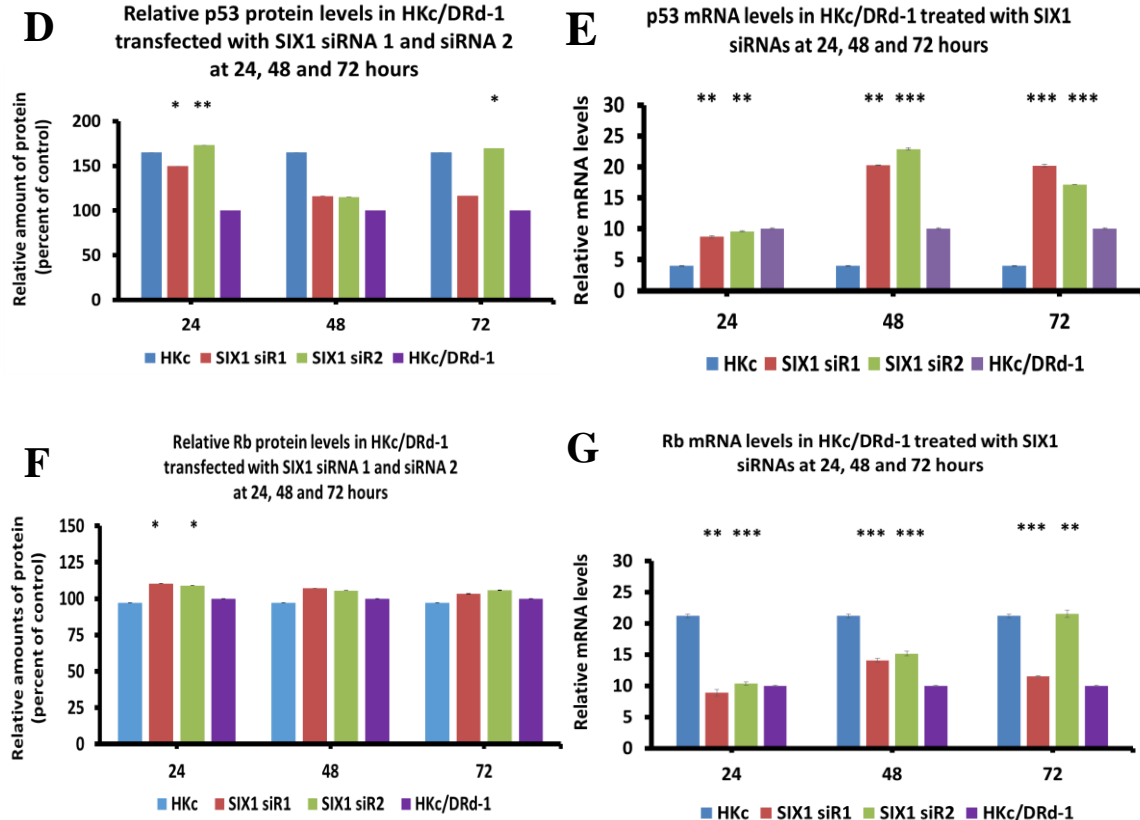 D
Relative p53 protein levels in HKc/DRd-1
transfected with SIX1 siRNA 1 and siRNA 2
at 24, 48 and 72 hours
Relative amount of protein
(percent of control)
* ** *
200
150
100
50
0
24 48 72
HKc SIX1 siR1 SIX1 siR2 HKc/DRd-1
E
p53 mRNA levels in HKc/DRd-1 treated with SIX1
siRNAs at 24, 48 and 72 hours
Relative mRNA levels
** ** ** *** *** ***
30
25
20
15
10
5
0
24 48 72
HKc SIX1 siR1 SIX1 siR2 HKc/DRd-1
F
Relative Rb protein levels in HKc/DRd-1
transfected with SIX1 siRNA 1 and siRNA 2
at 24, 48 and 72 hours
Relative amounts of protein
(percent of control)
* *
150
125
100
75
50
25
0
24 48 72
HKc SIX1 siR1 SIX1 siR2 HKc/DRd-1
G
Rb mRNA levels in HKc/DRd-1 treated with SIX1
siRNAs at 24, 48 and 72 hours
Relative mRNA levels
** *** *** *** *** **
30
25
20
15
10
5
0
24 48 72
HKc SIX1 siR1 SIX1 siR2 HKc/DRd-1